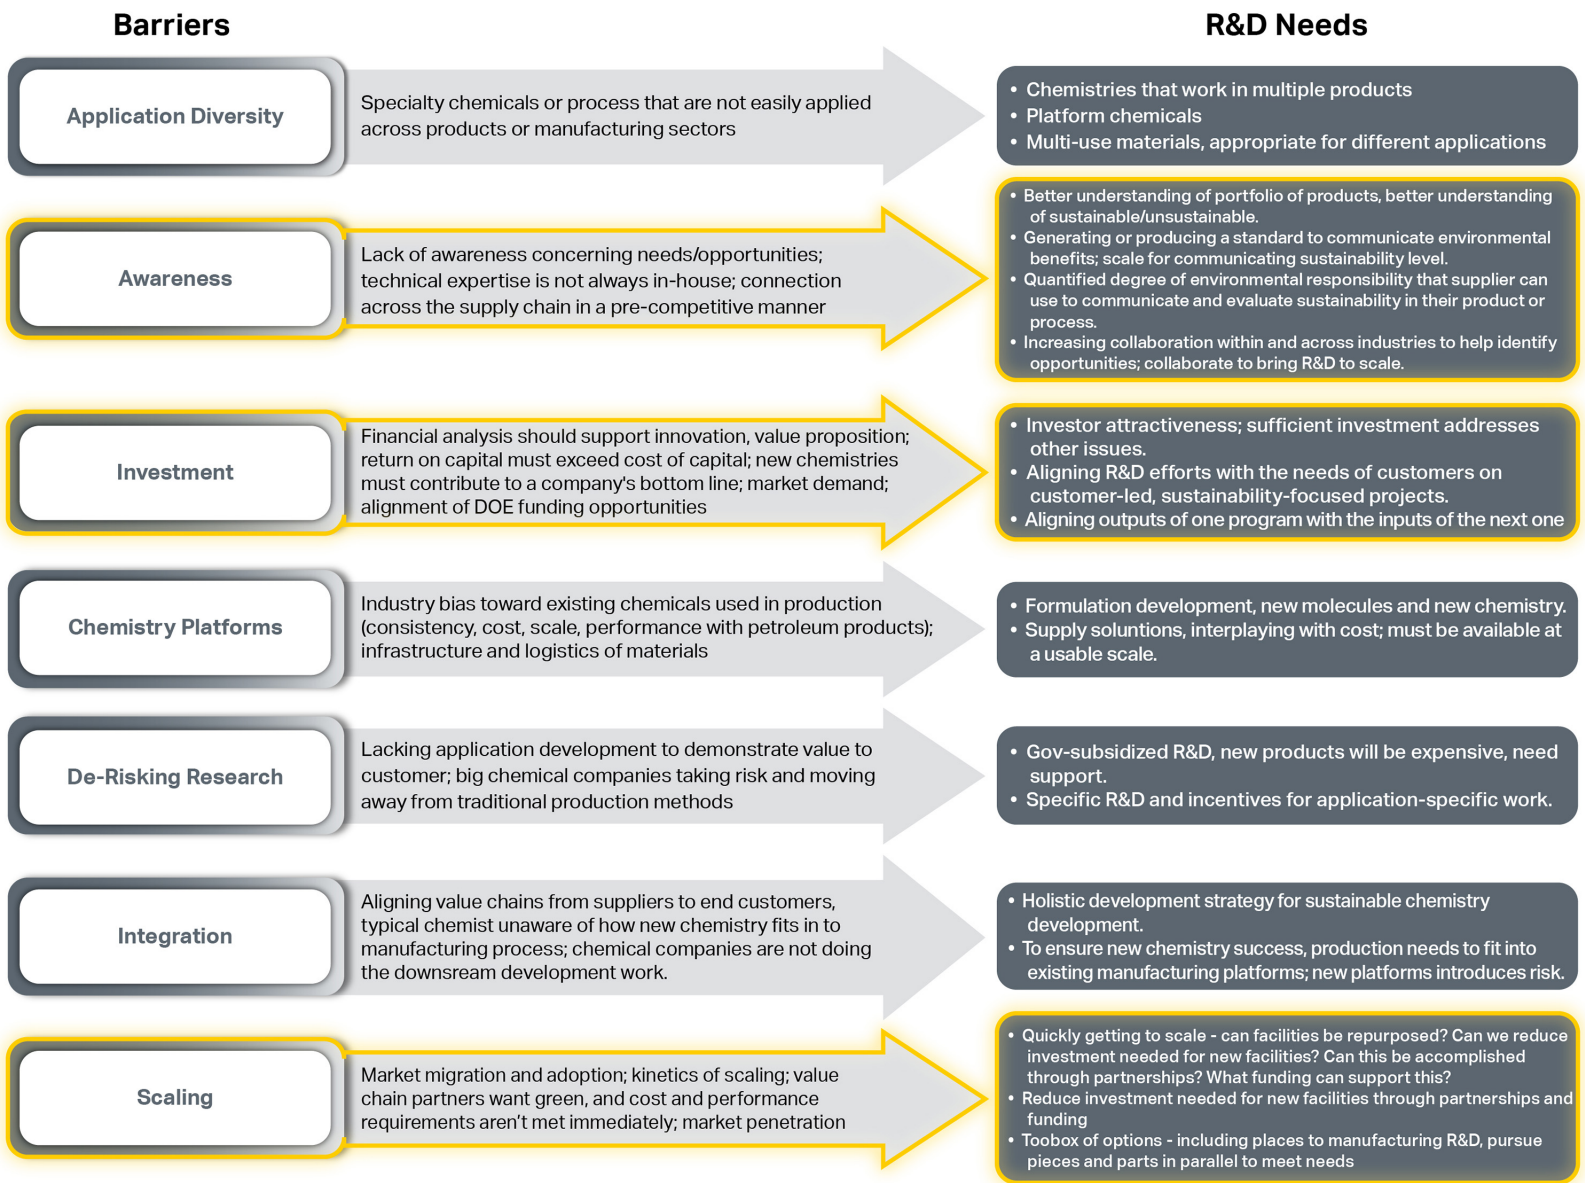 Barriers
R&D Needs
Application Diversity
Specialty chemicals or process that are not easily applied
across products or manufacturing sectors
• Chemistries that work in multiple products
• Platform chemicals
• Multi-use materials, appropriate for different applications
Awareness
Lack of awareness concerning needs/opportunities;
technical expertise is not always in-house; connection
across the supply chain in a pre-competitive manner
• Better understanding of portfolio of products, better understanding
of sustainable/unsustainable.
• Generating or producing a standard to communicate environmental
benefits; scale for communicating sustainability level.
• Quantified degree of environmental responsibility that supplier can
use to communicate and evaluate sustainability in their product or
process.
• Increasing collaboration within and across industries to help identify
opportunities; collaborate to bring R&D to scale.
Investment
Financial analysis should support innovation, value proposition;
return on capital must exceed cost of capital; new chemistries
must contribute to a company's bottom line; market demand;
alignment of DOE funding opportunities
• Investor attractiveness; sufficient investment addresses
other issues.
• Aligning R&D efforts with the needs of customers on
customer-led, sustainability-focused projects.
• Aligning outputs of one program with the inputs of the next one
Chemistry Platforms
Industry bias toward existing chemicals used in production
(consistency, cost, scale, performance with petroleum products);
infrastructure and logistics of materials
• Formulation development, new molecules and new chemistry.
• Supply soluntions, interplaying with cost; must be available at
a usable scale.
De-Risking Research
Lacking application development to demonstrate value to
customer; big chemical companies taking risk and moving
away from traditional production methods
• Gov-subsidized R&D, new products will be expensive, need
support.
• Specific R&D and incentives for application-specific work.
Integration
Aligning value chains from suppliers to end customers,
typical chemist unaware of how new chemistry fits in to
manufacturing process; chemical companies are not doing
the downsream development work.
• Holistic development strategy for sustainable chemistry
development.
• To ensure new chemistry success, production needs to fit into
existing manufacturing platforms; new platforms introduces risk.
Scaling
Market migration and adoption; kinetics of scaling; value
chain partners want green, and cost and performance
requirements aren’t met immediately; market penetration
• Quickly getting to scale - can facilities be repurposed? Can we reduce
investment needed for new facilities? Can this be accomplished
through partnerships? What funding can support this?
• Reduce investment needed for new facilities through partnerships and
funding
• Toobox of options - including places to manufacturing R&D, pursue
pieces and parts in parallel to meet needs